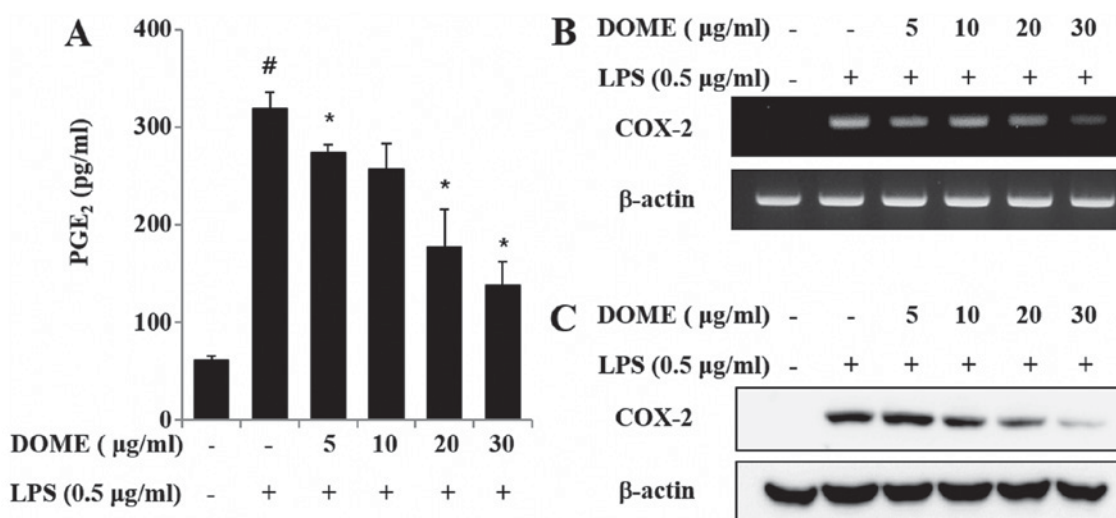 A
400
300
200
100
0
PGE₂ (pg/ml)
#
*
*
*
DOME ( µg/ml) - - 5 10 20 30
LPS (0.5 µg/ml) - + + + + +
B
DOME ( µg/ml) - - 5 10 20 30
LPS (0.5 µg/ml) - + + + + +
COX-2
β-actin
C
DOME ( µg/ml) - - 5 10 20 30
LPS (0.5 µg/ml) - + + + + +
COX-2
β-actin